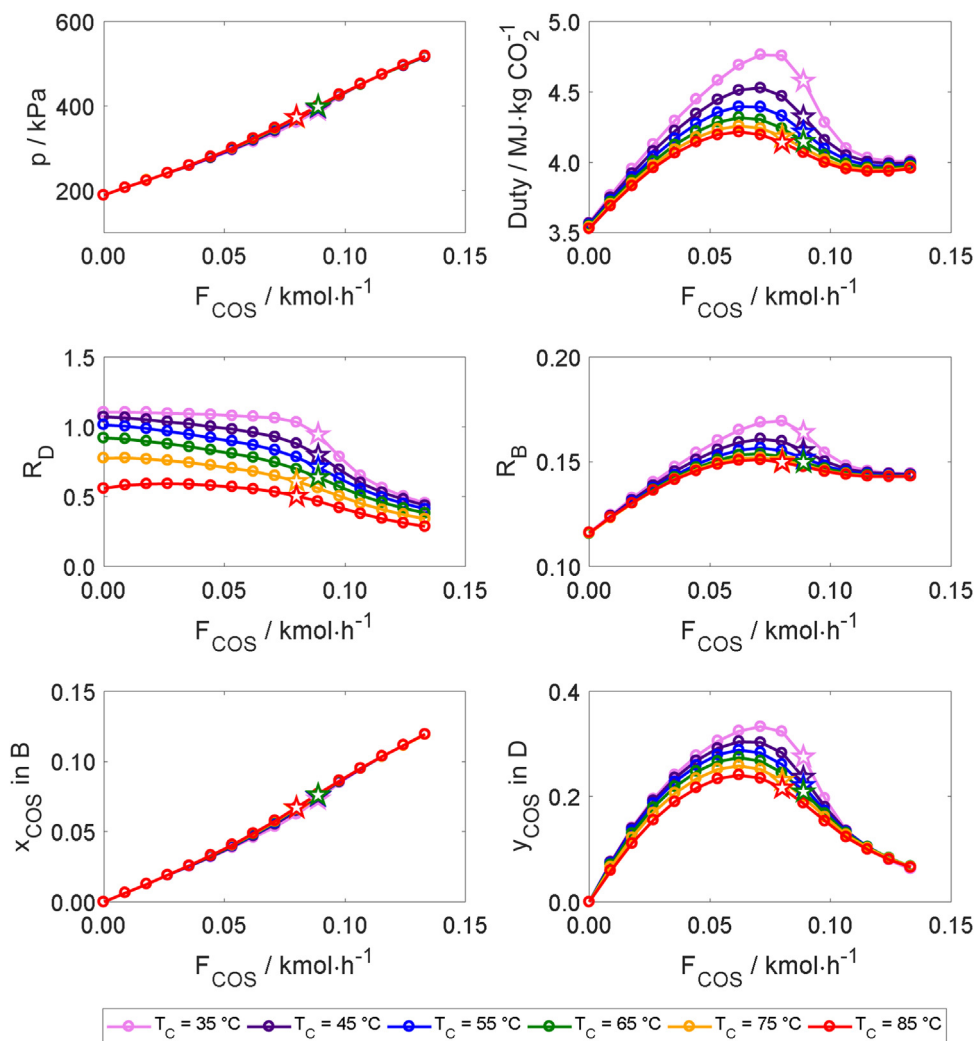 p / kPa
600
400
200
0.00 0.05 0.10 0.15
F_COS / kmol·h⁻¹
Duty / MJ·kg CO₂⁻¹
5.0
4.5
4.0
3.5
0.00 0.05 0.10 0.15
F_COS / kmol·h⁻¹
R_D
1.5
1.0
0.5
0.0
0.00 0.05 0.10 0.15
F_COS / kmol·h⁻¹
R_B
0.20
0.15
0.10
0.00 0.05 0.10 0.15
F_COS / kmol·h⁻¹
x_COS in B
0.15
0.10
0.05
0.00
0.00 0.05 0.10 0.15
F_COS / kmol·h⁻¹
y_COS in D
0.4
0.2
0.0
0.00 0.05 0.10 0.15
F_COS / kmol·h⁻¹
T_C = 35 °C T_C = 45 °C T_C = 55 °C T_C = 65 °C T_C = 75 °C T_C = 85 °C